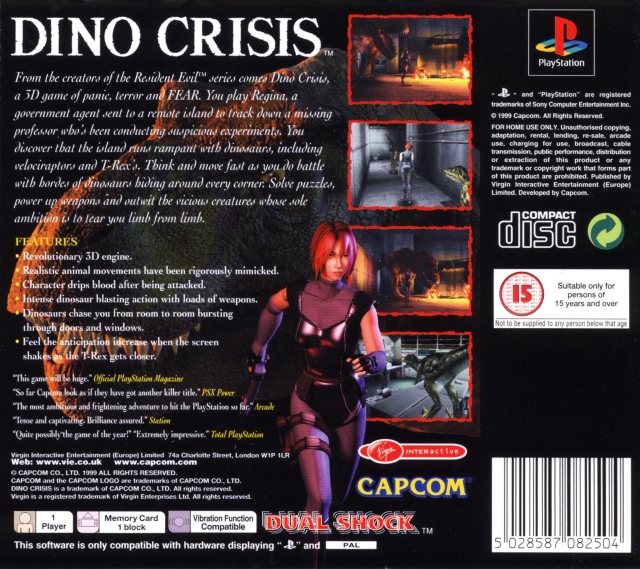 DINO CRISIS™
From the creators of the Resident Evil™ series comes Dino Crisis,
a 3D game of panic, terror and FEAR. You play Regina, a
government agent sent to a remote island to track down a missing
professor who's been conducting suspicious experiments. You
discover that the island runs rampant with dinosaurs, including
velociraptors and T-Rex's. Think and move fast as you do battle
with hordes of dinosaurs hiding around every corner. Solve puzzles,
power up weapons and outwit the vicious creatures whose sole
ambition is to tear you limb from limb.
FEATURES
• Revolutionary 3D engine.
• Realistic animal movements have been rigorously mimicked.
• Character drips blood after being attacked.
• Intense dinosaur blasting action with loads of weapons.
• Dinosaurs chase you from room to room bursting
through doors and windows.
• Feel the anticipation increase when the screen
shakes as the T-Rex gets closer.
"This game will be huge." Official PlayStation Magazine
"So far Capcom look as if they have got another killer title." PSX Power
"The most ambitious and frightening adventure to hit the PlayStation so far." Arcade
"Tense and captivating. Brilliance assured." Station
"Quite possibly the game of the year!" "Extremely impressive." Total PlayStation
Virgin Interactive Entertainment (Europe) Limited 74a Charlotte Street, London W1P 1LR
Web: www.vie.co.uk www.capcom.com
© CAPCOM CO., LTD. 1999 ALL RIGHTS RESERVED.
CAPCOM and the CAPCOM LOGO are trademarks of CAPCOM CO., LTD.
DINO CRISIS is a trademark of CAPCOM CO., LTD. All rights reserved.
Virgin is a registered trademark of Virgin Enterprises Ltd. All rights reserved.
1
Player
Memory Card
1 block
Vibration Function
Compatible
This software is only compatible with hardware displaying " " and PAL
Virgin INTERactive
CAPCOM
DUAL SHOCK™
PlayStation
" " and "PlayStation" are registered
trademarks of Sony Computer Entertainment Inc.
© 1999 Capcom. All rights reserved.
FOR HOME USE ONLY. Unauthorised copying,
adaptation, rental, lending, re-sale, arcade
use, charging for use, broadcast, cable
transmission, public performance, distribution
or extraction of this product or any
trademark or copyright work that forms part
of this product are prohibited. Published by
Virgin Interactive Entertainment (Europe)
Limited. Developed by Capcom.
COMPACT
disc
15
Suitable only for
persons of
15 years and over
Not to be supplied to any person below that age
5 028587 082504